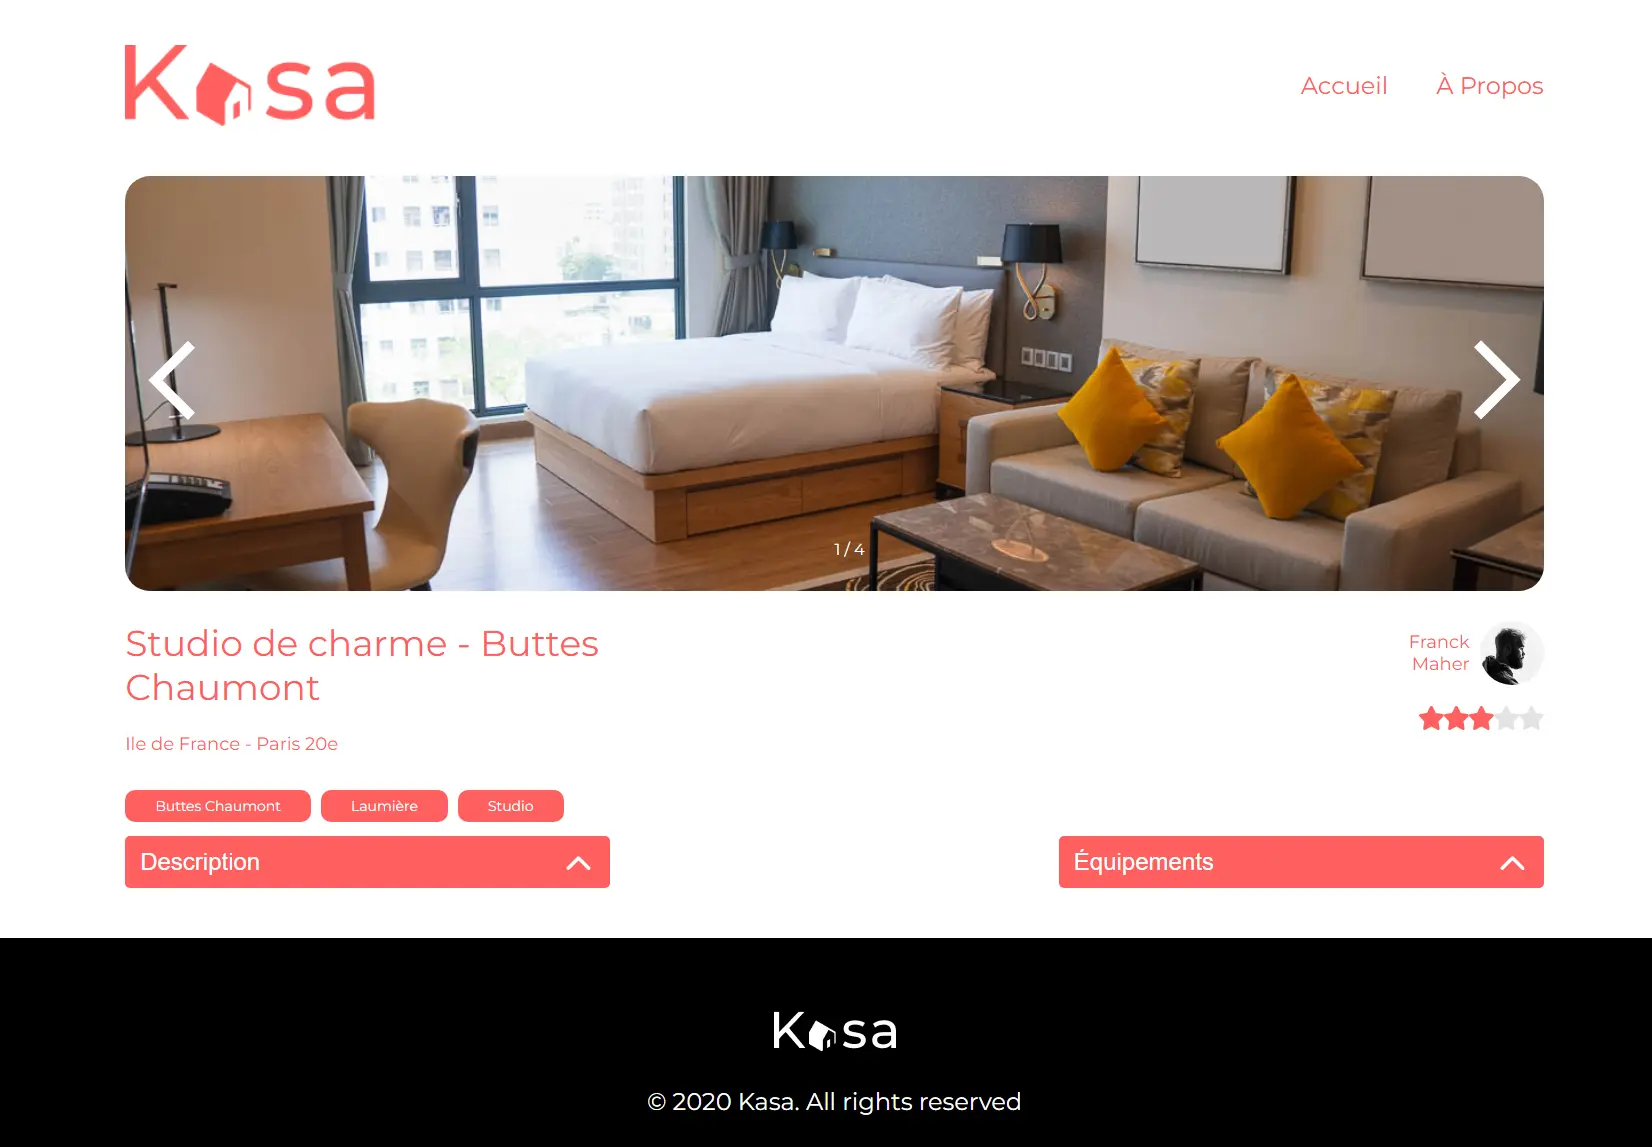 Kasa
Accueil À Propos
1 / 4
Studio de charme - Buttes
Chaumont
Franck
Maher
Ile de France - Paris 20e
Buttes Chaumont Laumière Studio
Description Équipements
Kasa
© 2020 Kasa. All rights reserved